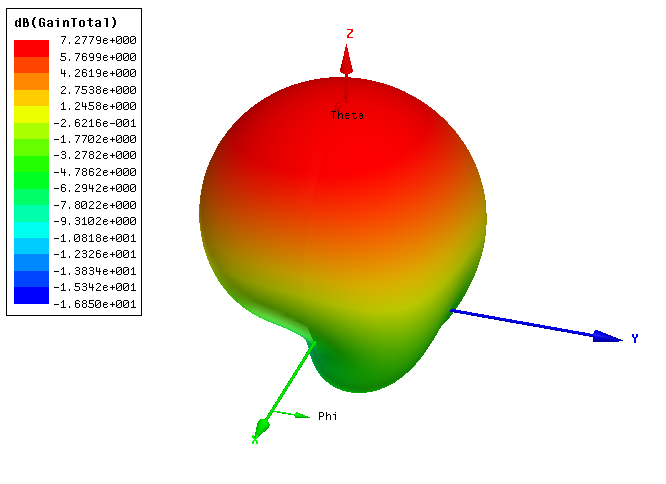 dB(GainTotal)
7.2779e+000
5.7699e+000
4.2619e+000
2.7538e+000
1.2458e+000
-2.6216e-001
-1.7702e+000
-3.2782e+000
-4.7862e+000
-6.2942e+000
-7.8022e+000
-9.3102e+000
-1.0818e+001
-1.2326e+001
-1.3834e+001
-1.5342e+001
-1.6850e+001
Z
Theta
Y
Phi
X